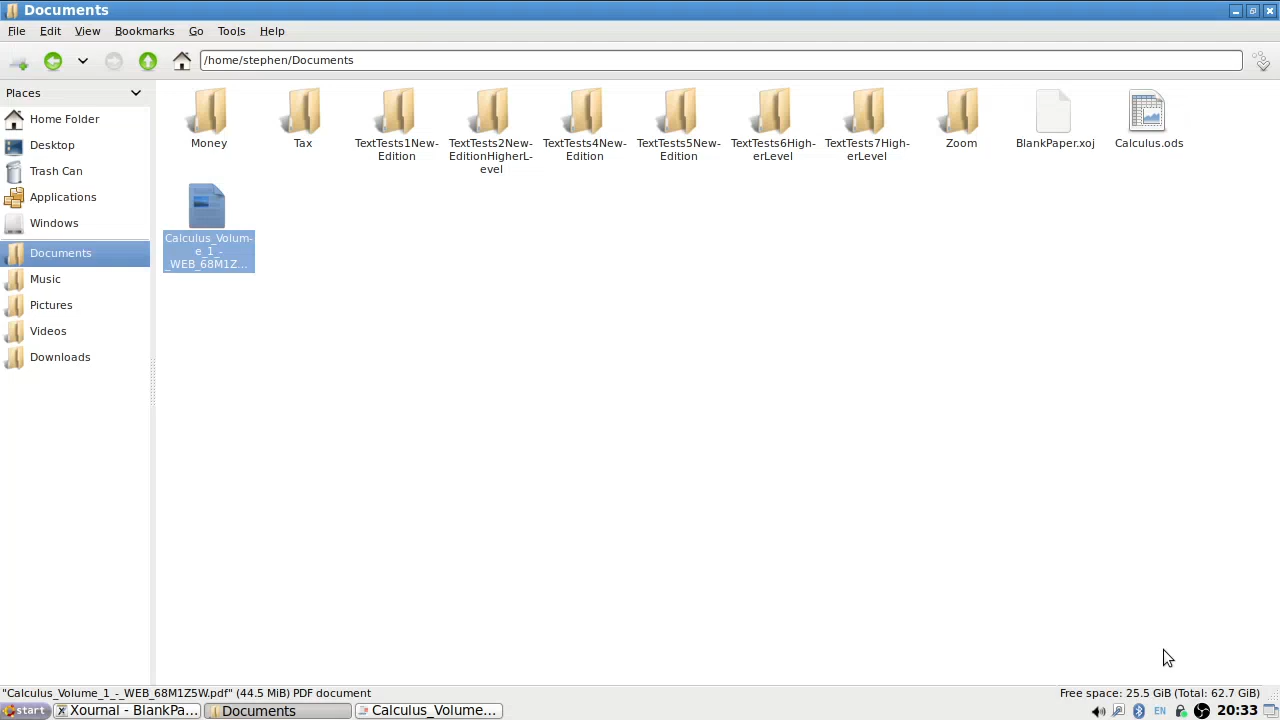 Documents
File Edit View Bookmarks Go Tools Help
/home/stephen/Documents
Places
Home Folder
Desktop
Trash Can
Applications
Windows
Documents
Music
Pictures
Videos
Downloads
Money
Tax
TextTests1New-
Edition
TextTests2New-
EditionHigherL-
evel
TextTests4New-
Edition
TextTests5New-
Edition
TextTests6High-
erLevel
TextTests7High-
erLevel
Zoom
BlankPaper.xoj
Calculus.ods
Calculus_Volum-
e_1_-
_WEB_68M1Z...
"Calculus_Volume_1_-_WEB_68M1Z5W.pdf" (44.5 MiB) PDF document
Free space: 25.5 GiB (Total: 62.7 GiB)
start
Xournal - BlankPa...
Documents
Calculus_Volume...
EN
20:33